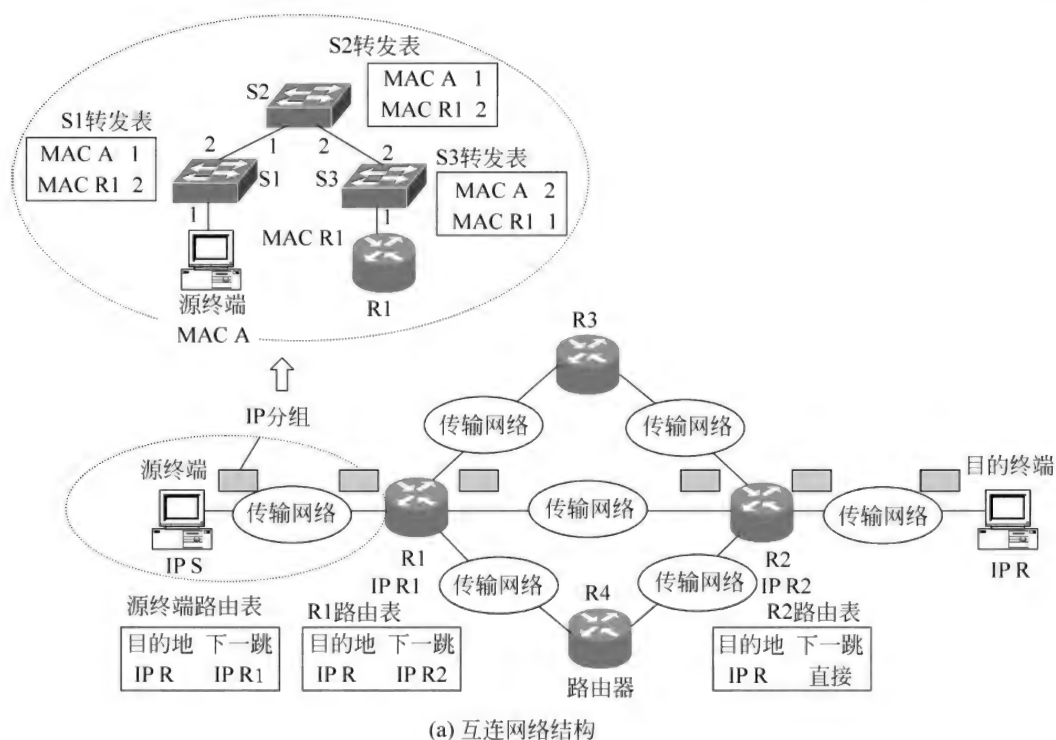 S2转发表
MAC A 1
MAC R1 2
S2
S1转发表
MAC A 1
MAC R1 2
2
1
2
2
S1
S3
S3转发表
MAC A 2
MAC R1 1
1
1
MAC R1
源终端
MAC A
R1
IP分组
R3
传输网络
传输网络
源终端
目的终端
传输网络
传输网络
传输网络
IP S
R1
IP R1
R2
IP R2
IP R
传输网络
传输网络
R4
路由器
源终端路由表
目的地 下一跳
IP R IP R1
R1路由表
目的地 下一跳
IP R IP R2
R2路由表
目的地 下一跳
IP R 直接
(a) 互连网络结构